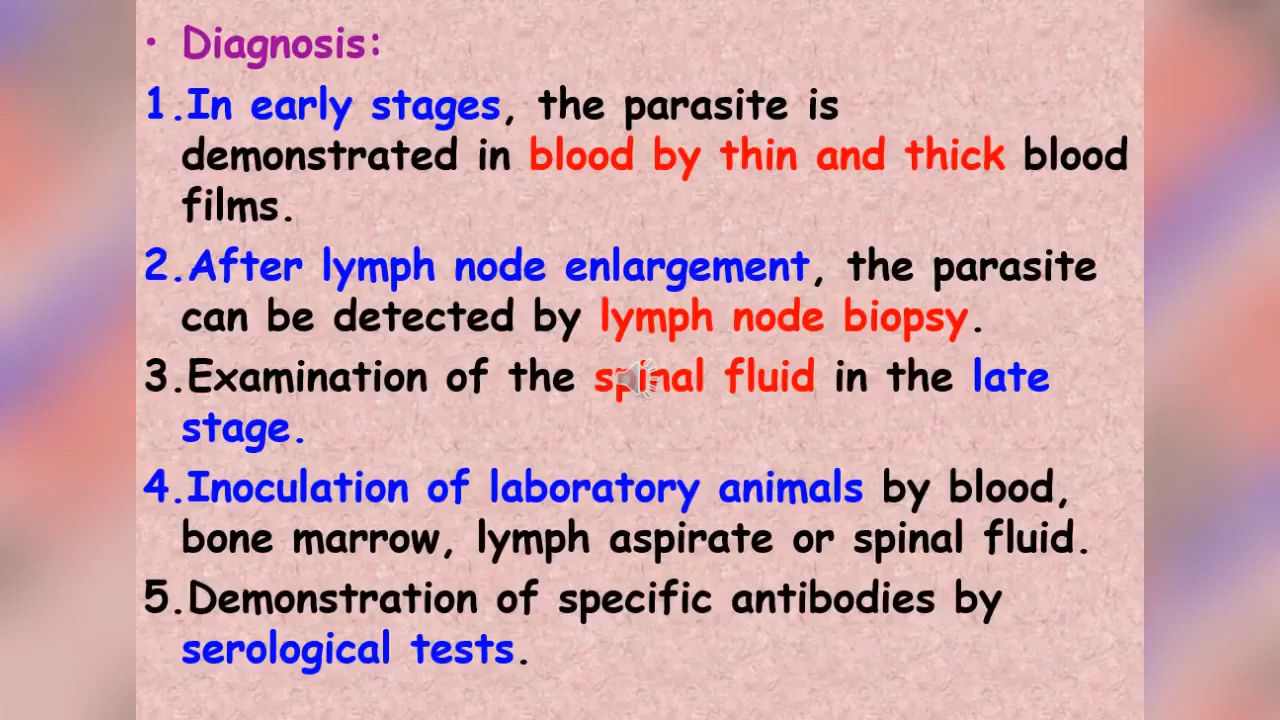 • Diagnosis:
1.In early stages, the parasite is
demonstrated in blood by thin and thick blood
films.
2.After lymph node enlargement, the parasite
can be detected by lymph node biopsy.
3.Examination of the spinal fluid in the late
stage.
4.Inoculation of laboratory animals by blood,
bone marrow, lymph aspirate or spinal fluid.
5.Demonstration of specific antibodies by
serological tests.